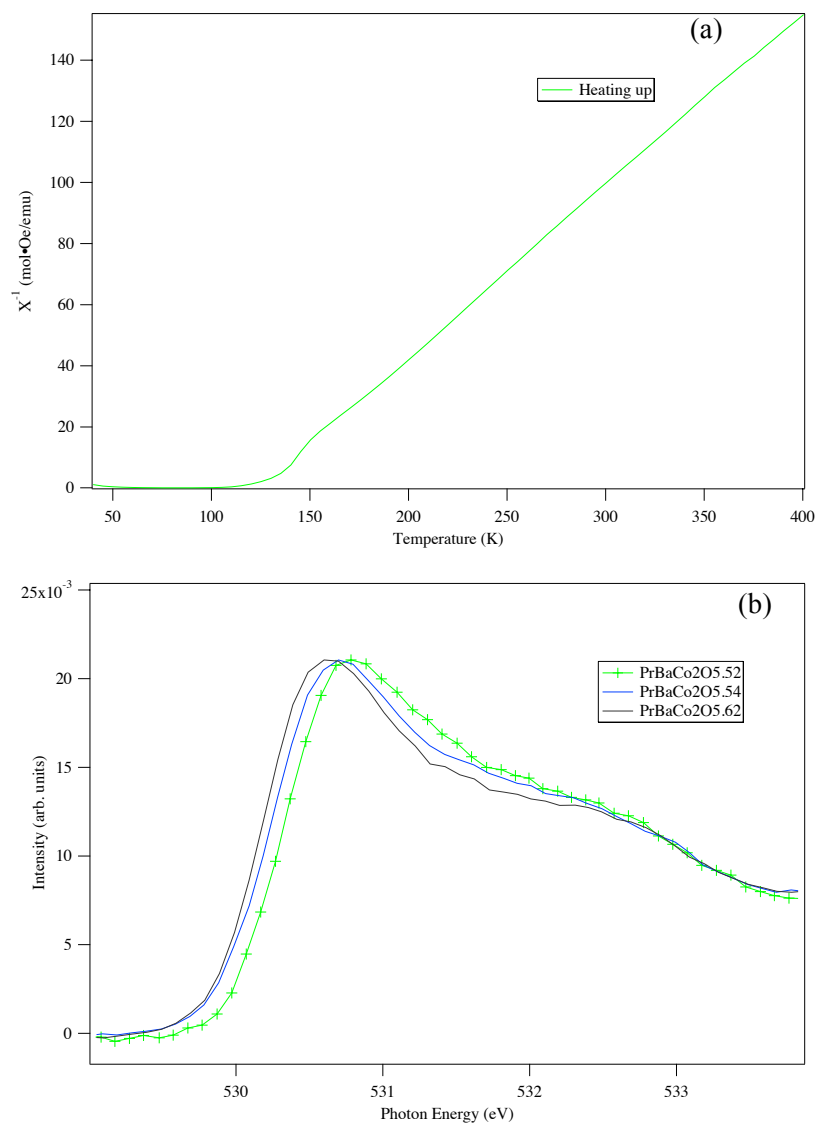 (a)
Heating up
140
120
100
80
60
40
20
0
X⁻¹ (mol•Oe/emu)
50 100 150 200 250 300 350 400
Temperature (K)
(b)
25x10⁻³
20
15
10
5
0
Intensity (arb. units)
PrBaCo2O5.52
PrBaCo2O5.54
PrBaCo2O5.62
530 531 532 533
Photon Energy (eV)